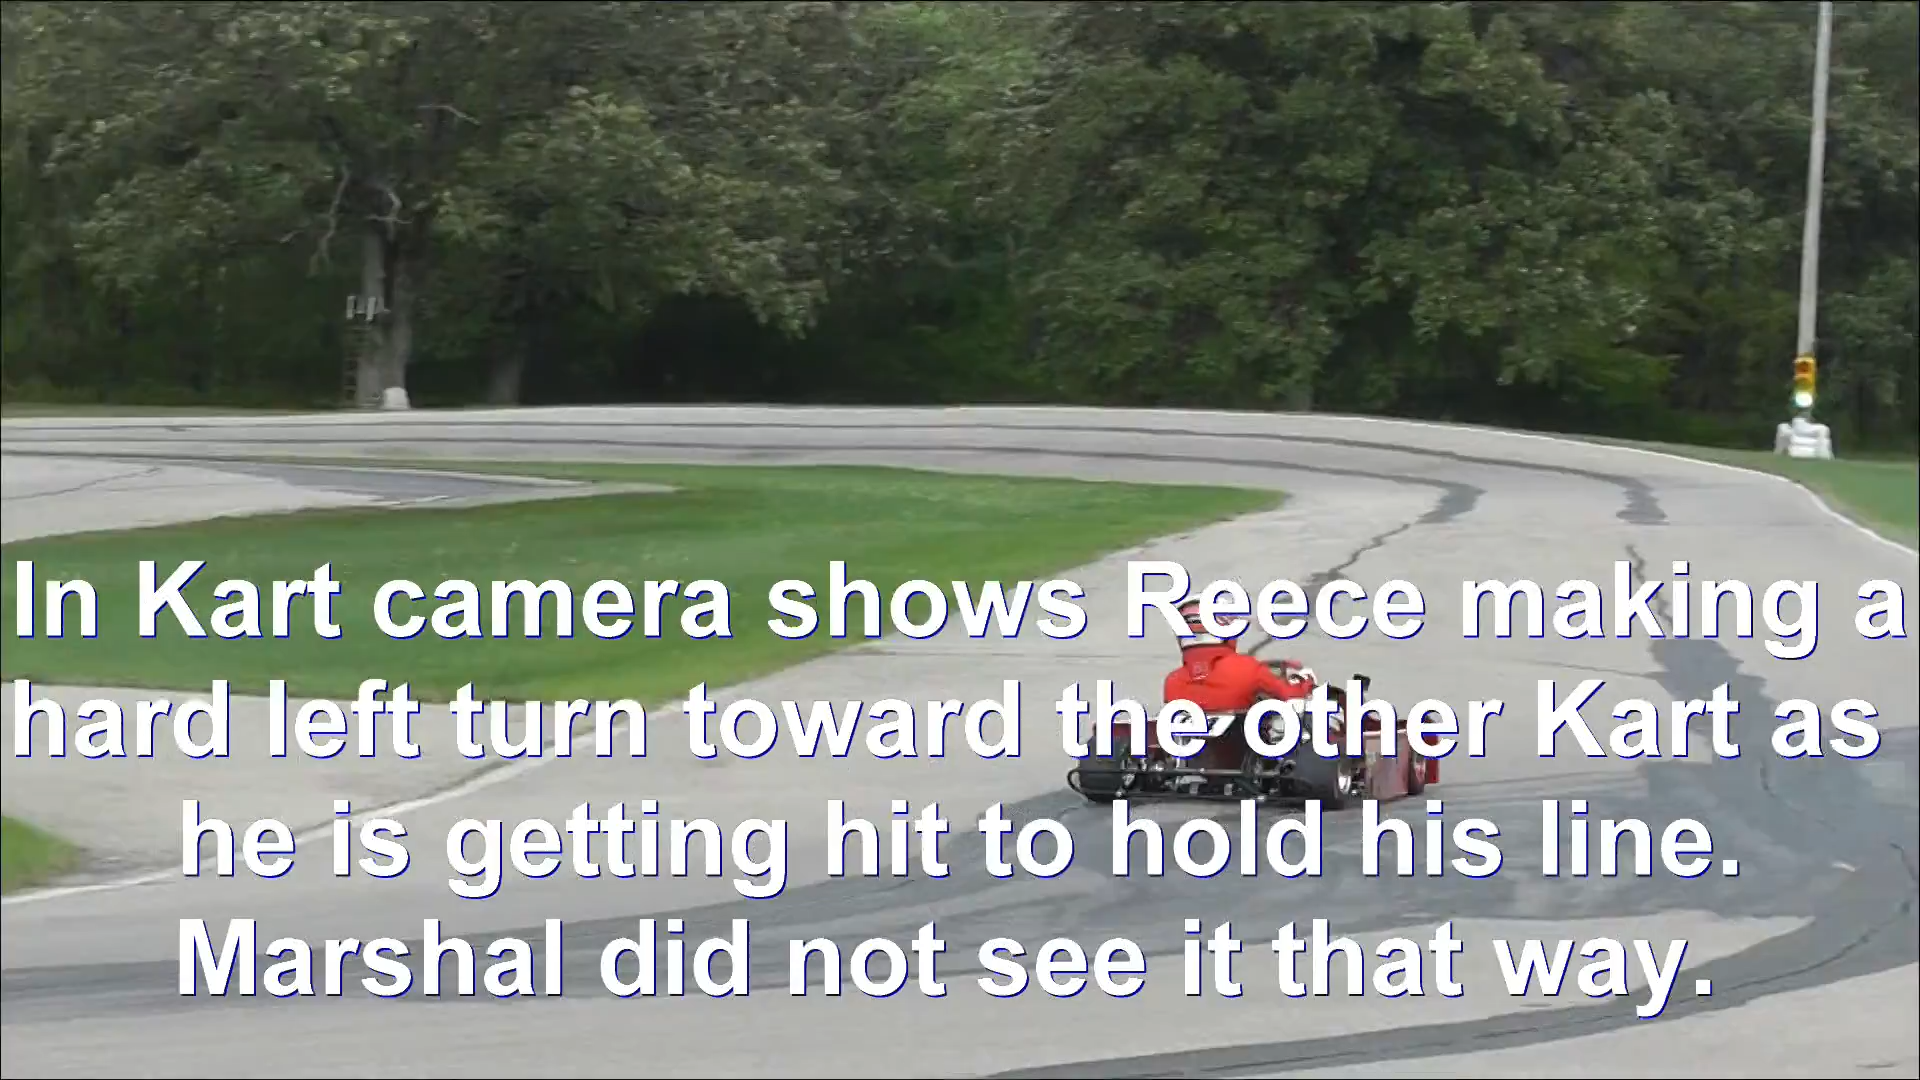 In Kart camera shows Reece making a
hard left turn toward the other Kart as
he is getting hit to hold his line.
Marshal did not see it that way.